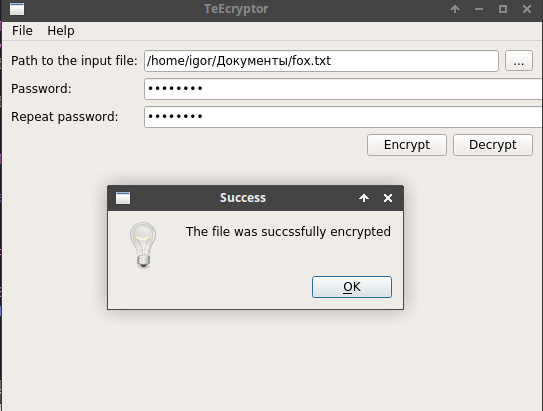 TeEcryptor
File Help
Path to the input file: /home/igor/Документы/fox.txt ...
Password: ••••••••
Repeat password: ••••••••
Encrypt Decrypt
Success
The file was succssfully encrypted
OK